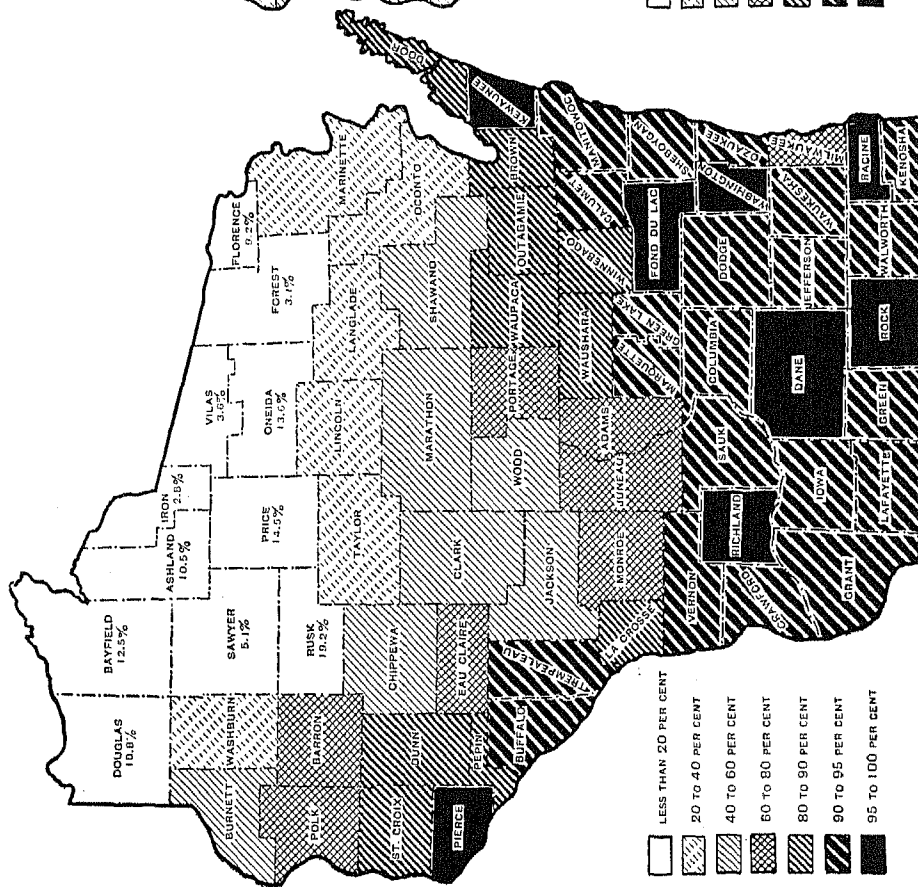 DOUGLAS
10.8%
BAYFIELD
12.5%
ASHLAND
10.5%
IRON
2.8%
VILAS
3.6%
FLORENCE
9.2%
BURNETT
WASHBURN
SAWYER
5.1%
PRICE
14.5%
ONEIDA
13.6%
FOREST
3.1%
MARINETTE
POLK
BARRON
RUSK
19.2%
TAYLOR
LINCOLN
LANGLADE
OCONTO
ST. CROIX
DUNN
CHIPPEWA
CLARK
MARATHON
SHAWANO
DOOR
PIERCE
PEPIN
EAU CLAIRE
BUFFALO
TREMPEALEAU
JACKSON
WOOD
PORTAGE
WAUPACA
OUTAGAMIE
BROWN
KEWAUNEE
LA CROSSE
MONROE
JUNEAU
ADAMS
WAUSHARA
WINNEBAGO
CALUMET
MANITOWOC
VERNON
MARQUETTE
GREEN LAKE
FOND DU LAC
SHEBOYGAN
CRAWFORD
RICHLAND
SAUK
COLUMBIA
DODGE
WASHINGTON
OZAUKEE
GRANT
IOWA
DANE
JEFFERSON
WAUKESHA
MILWAUKEE
LAFAYETTE
GREEN
ROCK
WALWORTH
RACINE
KENOSHA
LESS THAN 20 PER CENT
20 TO 40 PER CENT
40 TO 60 PER CENT
60 TO 80 PER CENT
80 TO 90 PER CENT
90 TO 95 PER CENT
95 TO 100 PER CENT